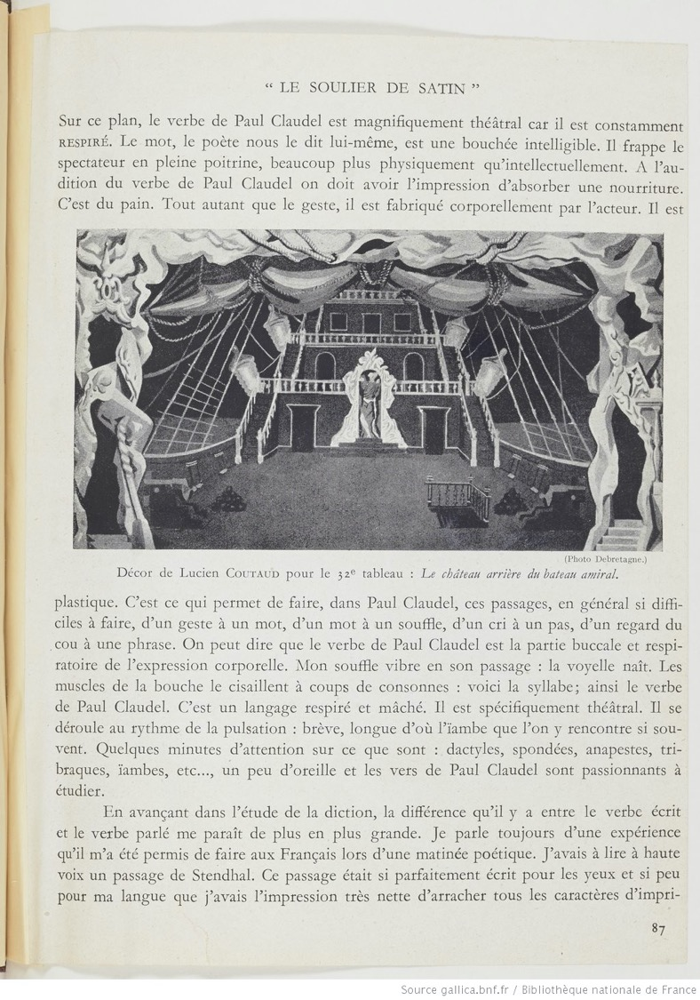 “ LE SOULIER DE SATIN ”
Sur ce plan, le verbe de Paul Claudel est magnifiquement théâtral car il est constamment
RESPIRÉ. Le mot, le poète nous le dit lui-même, est une bouchée intelligible. Il frappe le
spectateur en pleine poitrine, beaucoup plus physiquement qu’intellectuellement. A l’au-
dition du verbe de Paul Claudel on doit avoir l’impression d’absorber une nourriture.
C’est du pain. Tout autant que le geste, il est fabriqué corporellement par l’acteur. Il est
(Photo Debretagne.)
Décor de Lucien COUTAUD pour le 32e tableau : Le château arrière du bateau amiral.
plastique. C’est ce qui permet de faire, dans Paul Claudel, ces passages, en général si diffi-
ciles à faire, d’un geste à un mot, d’un mot à un souffle, d’un cri à un pas, d’un regard du
cou à une phrase. On peut dire que le verbe de Paul Claudel est la partie buccale et respi-
ratoire de l’expression corporelle. Mon souffle vibre en son passage : la voyelle naît. Les
muscles de la bouche le cisaillent à coups de consonnes : voici la syllabe; ainsi le verbe
de Paul Claudel. C’est un langage respiré et mâché. Il est spécifiquement théâtral. Il se
déroule au rythme de la pulsation : brève, longue d’où l’ïambe que l’on y rencontre si sou-
vent. Quelques minutes d’attention sur ce que sont : dactyles, spondées, anapestes, tri-
braques, ïambes, etc..., un peu d’oreille et les vers de Paul Claudel sont passionnants à
étudier.
En avançant dans l’étude de la diction, la différence qu’il y a entre le verbe écrit
et le verbe parlé me paraît de plus en plus grande. Je parle toujours d’une expérience
qu’il m’a été permis de faire aux Français lors d’une matinée poétique. J’avais à lire à haute
voix un passage de Stendhal. Ce passage était si parfaitement écrit pour les yeux et si peu
pour ma langue que j’avais l’impression très nette d’arracher tous les caractères d’impri-
87
Source gallica.bnf.fr / Bibliothèque nationale de France